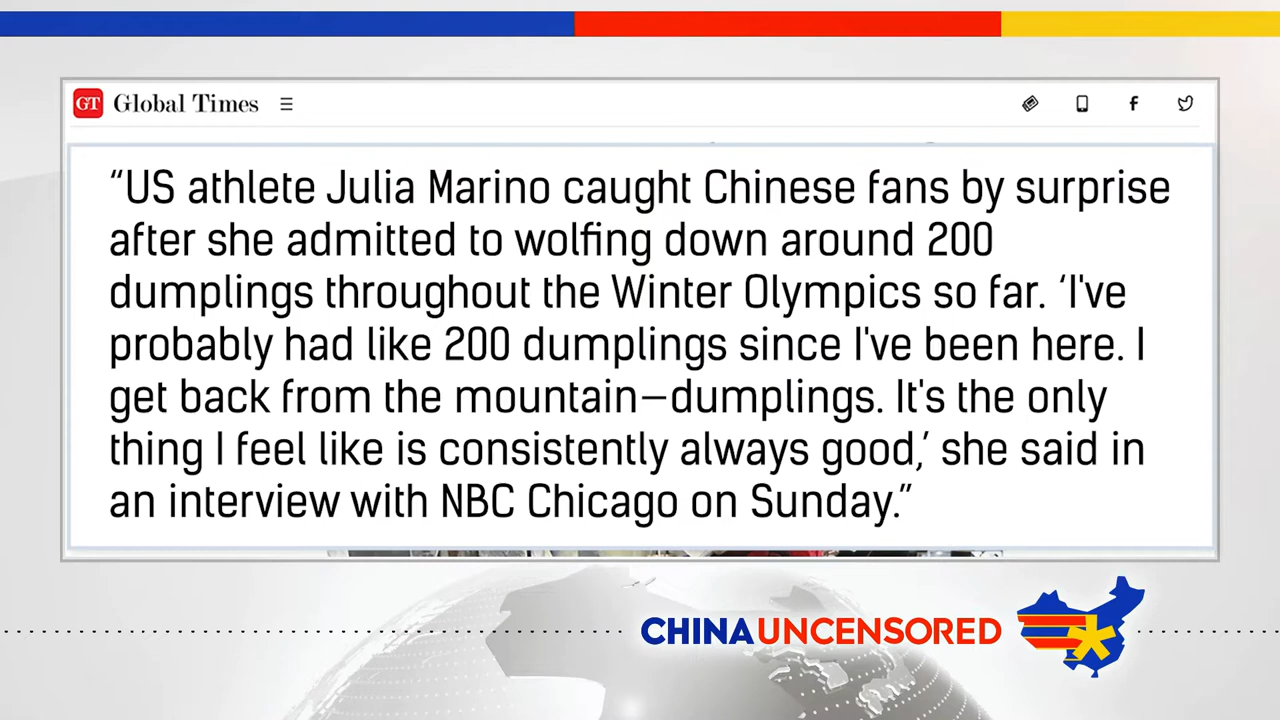 GT Global Times
“US athlete Julia Marino caught Chinese fans by surprise
after she admitted to wolfing down around 200
dumplings throughout the Winter Olympics so far. ‘I've
probably had like 200 dumplings since I've been here. I
get back from the mountain—dumplings. It's the only
thing I feel like is consistently always good,’ she said in
an interview with NBC Chicago on Sunday.”
CHINA UNCENSORED